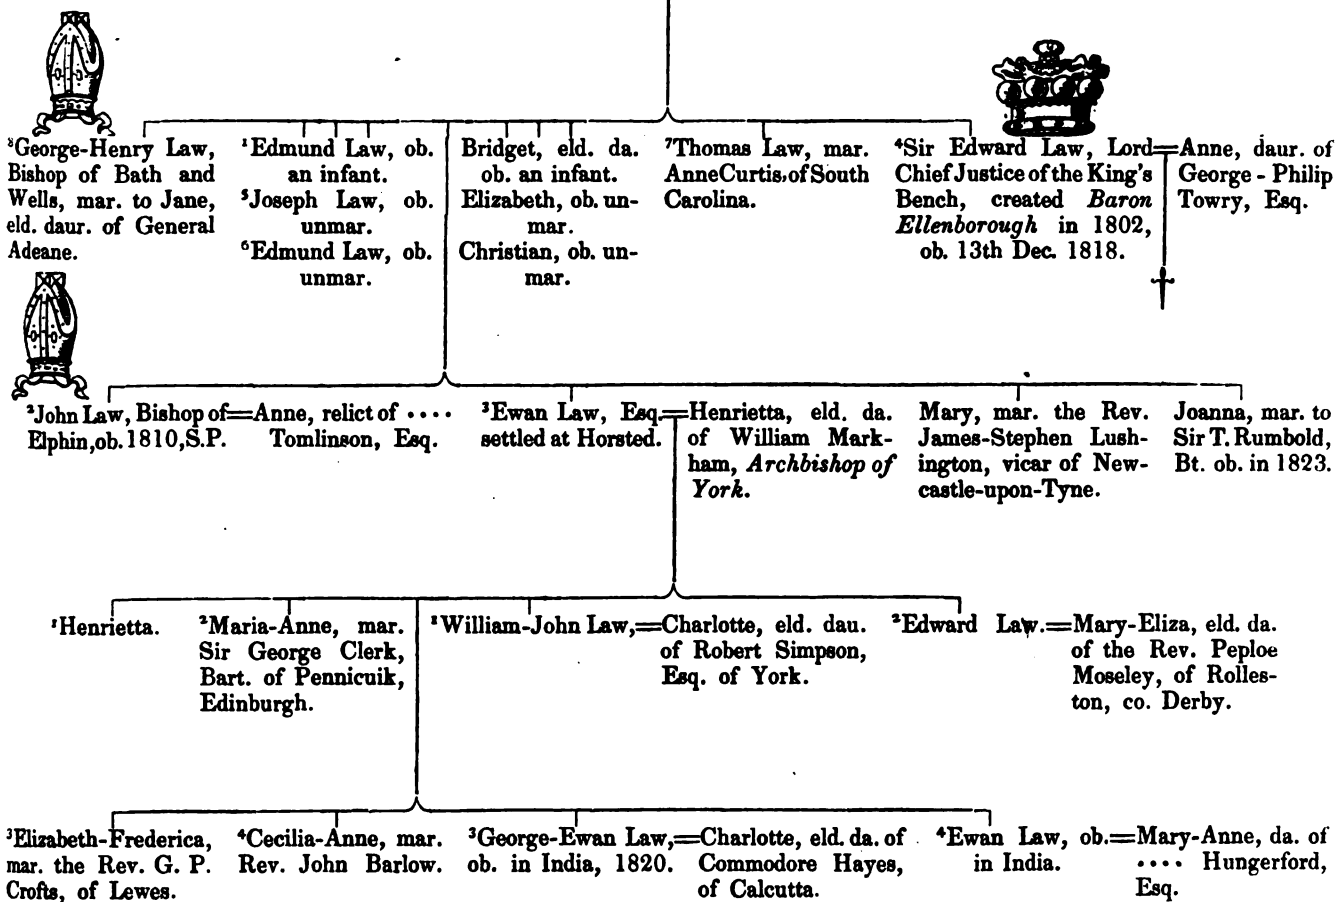 ⁸George-Henry Law,
Bishop of Bath and
Wells, mar. to Jane,
eld. daur. of General
Adeane.
¹Edmund Law, ob.
an infant.
⁵Joseph Law, ob.
unmar.
⁶Edmund Law, ob.
unmar.
Bridget, eld. da.
ob. an infant.
Elizabeth, ob. un-
mar.
Christian, ob. un-
mar.
⁷Thomas Law, mar.
Anne Curtis, of South
Carolina.
⁴Sir Edward Law, Lord=
Chief Justice of the King's
Bench, created Baron
Ellenborough in 1802,
ob. 13th Dec. 1818.
Anne, daur. of
George - Philip
Towry, Esq.
²John Law, Bishop of=
Elphin, ob. 1810, S.P.
Anne, relict of ....
Tomlinson, Esq.
³Ewan Law, Esq.=
settled at Horsted.
Henrietta, eld. da.
of William Mark-
ham, Archbishop of
York.
Mary, mar. the Rev.
James-Stephen Lush-
ington, vicar of New-
castle-upon-Tyne.
Joanna, mar. to
Sir T. Rumbold,
Bt. ob. in 1823.
¹Henrietta.
²Maria-Anne, mar.
Sir George Clerk,
Bart. of Pennicuik,
Edinburgh.
¹William-John Law,=
Charlotte, eld. dau.
of Robert Simpson,
Esq. of York.
²Edward Law.=
Mary-Eliza, eld. da.
of the Rev. Peploe
Moseley, of Rolles-
ton, co. Derby.
³Elizabeth-Frederica,
mar. the Rev. G. P.
Crofts, of Lewes.
⁴Cecilia-Anne, mar.
Rev. John Barlow.
³George-Ewan Law,=
ob. in India, 1820.
Charlotte, eld. da. of
Commodore Hayes,
of Calcutta.
⁴Ewan Law, ob.=
in India.
Mary-Anne, da. of
.... Hungerford,
Esq.